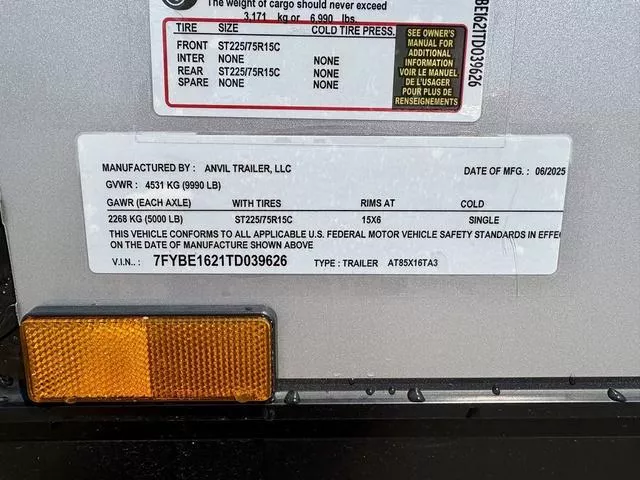 The weight of cargo should never exceed
3,171 kg or 6,990 lbs.
TIRE SIZE COLD TIRE PRESS.
FRONT ST225/75R15C
INTER NONE NONE
REAR ST225/75R15C
SPARE NONE NONE
SEE OWNER'S
MANUAL FOR
ADDITIONAL
INFORMATION
VOIR LE MANUEL
DE L'USAGER
POUR PLUS DE
RENSEIGNEMENTS
BE1621TD039626
MANUFACTURED BY : ANVIL TRAILER, LLC DATE OF MFG. : 06/2025
GVWR : 4531 KG (9990 LB)
GAWR (EACH AXLE) WITH TIRES RIMS AT COLD
2268 KG (5000 LB) ST225/75R15C 15X6 SINGLE
THIS VEHICLE CONFORMS TO ALL APPLICABLE U.S. FEDERAL MOTOR VEHICLE SAFETY STANDARDS IN EFFE
ON THE DATE OF MANUFACTURE SHOWN ABOVE
V.I.N.. : 7FYBE1621TD039626 TYPE : TRAILER AT85X16TA3